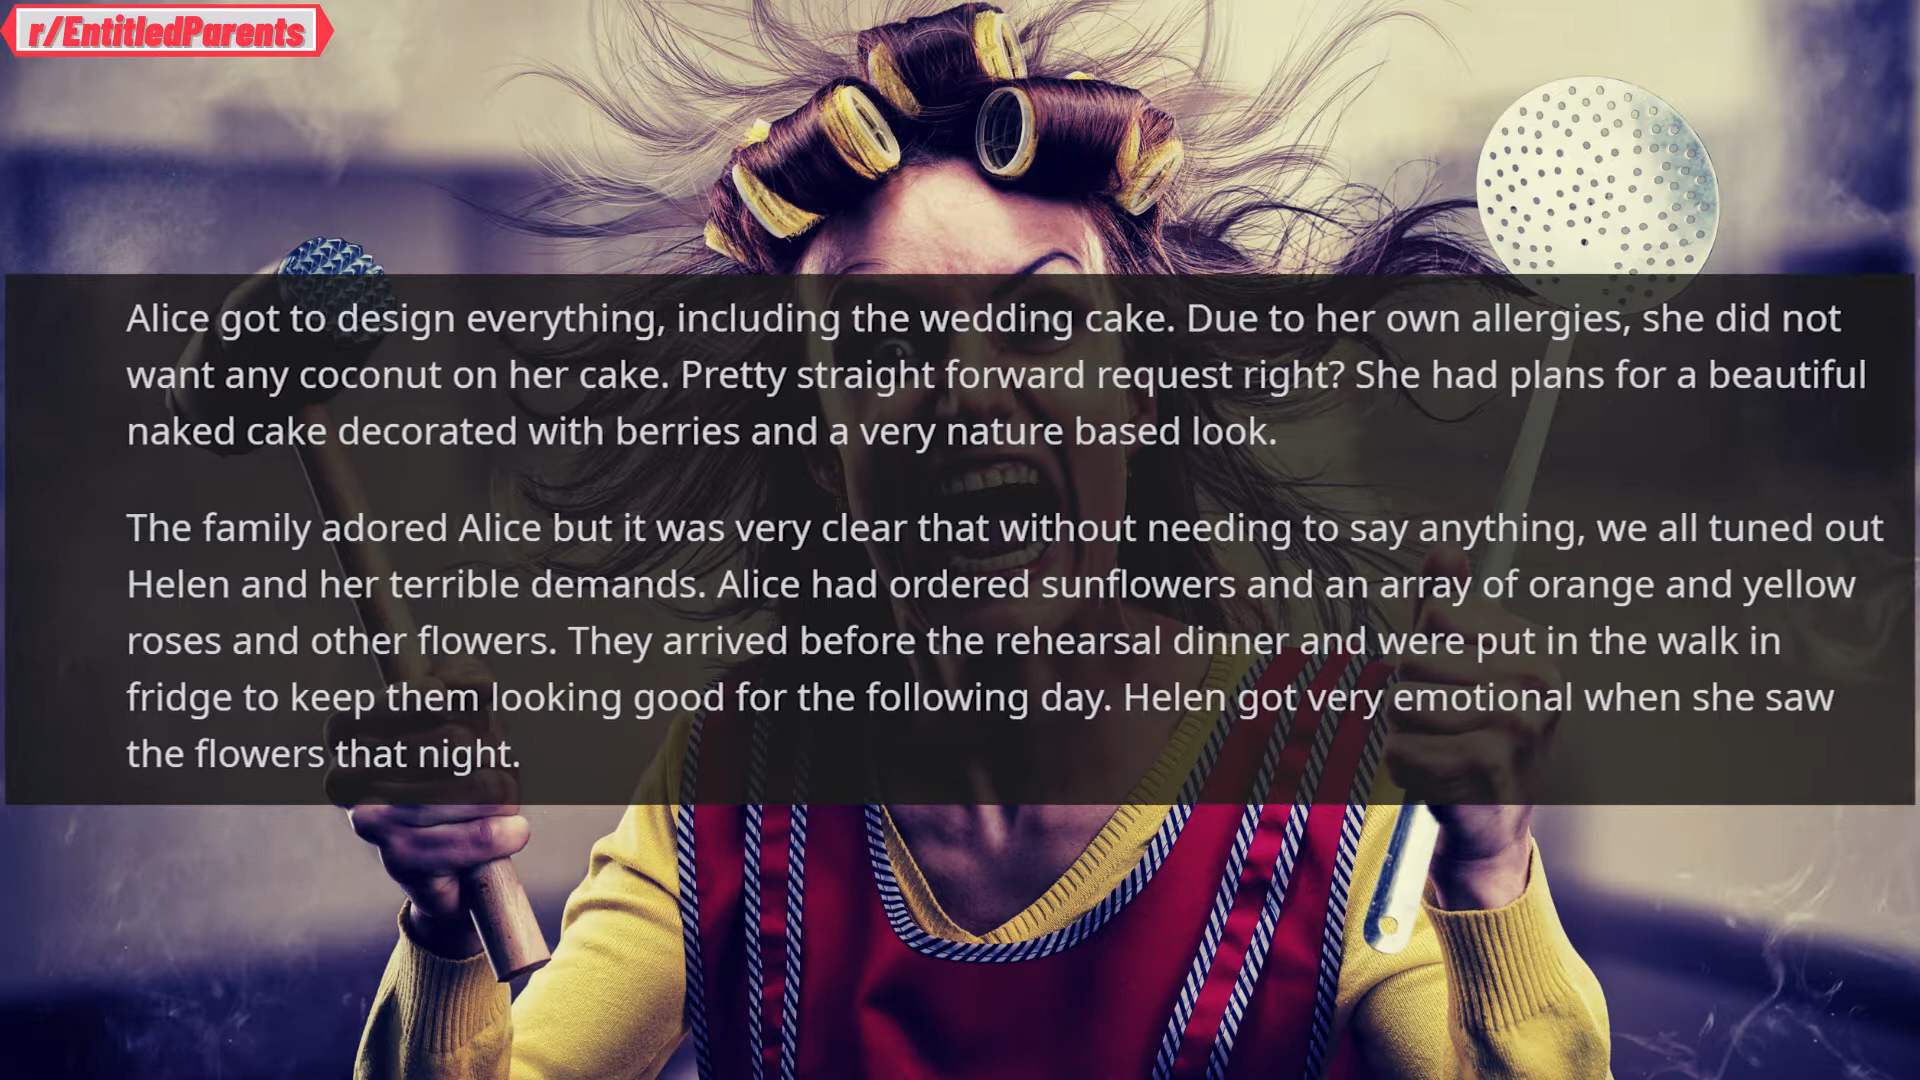 r/EntitledParents
Alice got to design everything, including the wedding cake. Due to her own allergies, she did not
want any coconut on her cake. Pretty straight forward request right? She had plans for a beautiful
naked cake decorated with berries and a very nature based look.
The family adored Alice but it was very clear that without needing to say anything, we all tuned out
Helen and her terrible demands. Alice had ordered sunflowers and an array of orange and yellow
roses and other flowers. They arrived before the rehearsal dinner and were put in the walk in
fridge to keep them looking good for the following day. Helen got very emotional when she saw
the flowers that night.